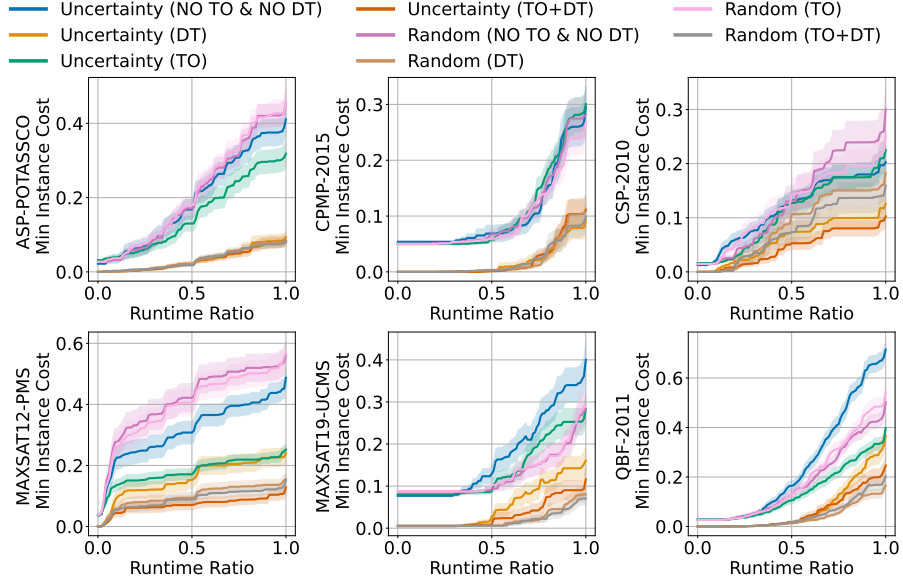 Uncertainty (NO TO & NO DT)
Uncertainty (DT)
Uncertainty (TO)
Uncertainty (TO+DT)
Random (NO TO & NO DT)
Random (DT)
Random (TO)
Random (TO+DT)
ASP-POTASSCO
Min Instance Cost
0.4
0.2
0.0
0.0 0.5 1.0
Runtime Ratio
CPMP-2015
Min Instance Cost
0.3
0.2
0.1
0.0
0.0 0.5 1.0
Runtime Ratio
CSP-2010
Min Instance Cost
0.3
0.2
0.1
0.0
0.0 0.5 1.0
Runtime Ratio
MAXSAT12-PMS
Min Instance Cost
0.6
0.4
0.2
0.0
0.0 0.5 1.0
Runtime Ratio
MAXSAT19-UCMS
Min Instance Cost
0.4
0.3
0.2
0.1
0.0
0.0 0.5 1.0
Runtime Ratio
QBF-2011
Min Instance Cost
0.6
0.4
0.2
0.0
0.0 0.5 1.0
Runtime Ratio